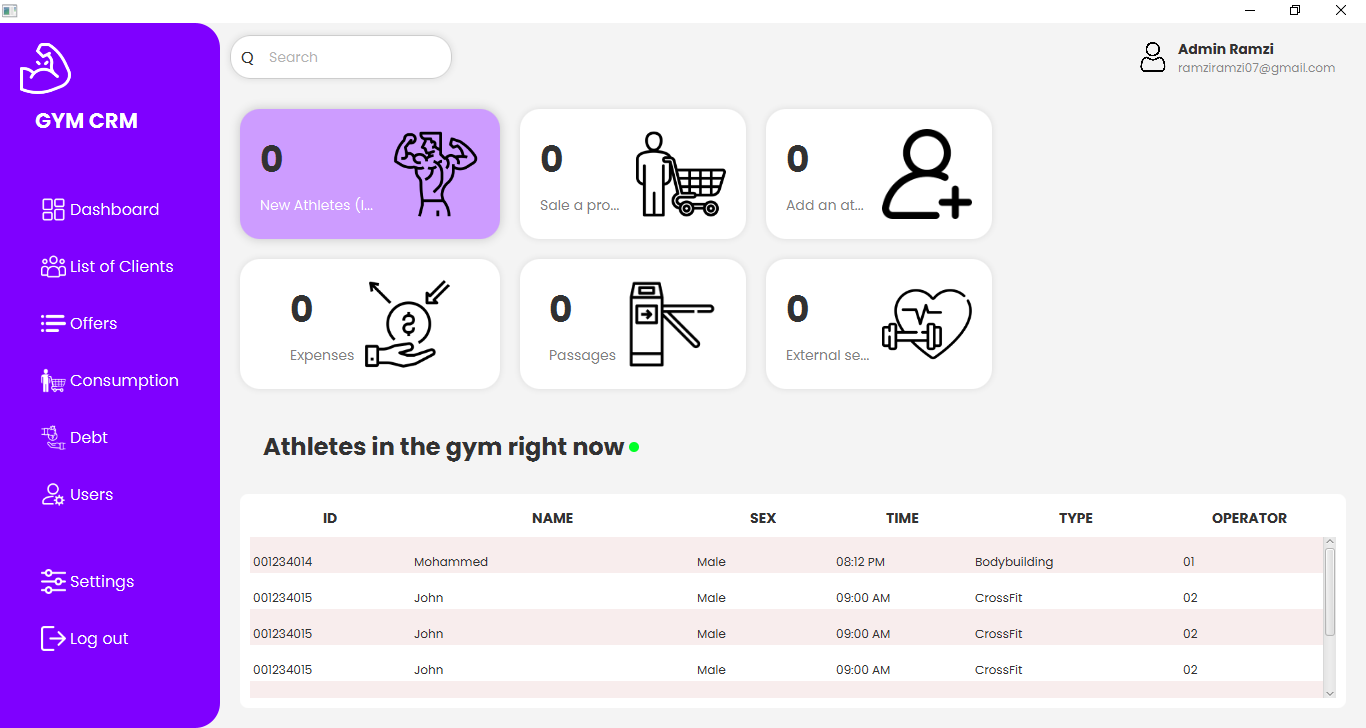 Q Search
Admin Ramzi
ramziramzi07@gmail.com
GYM CRM
Dashboard
List of Clients
Offers
Consumption
Debt
Users
Settings
Log out
0
New Athletes (I...
0
Sale a pro...
0
Add an at...
0
Expenses
0
Passages
0
External se...
Athletes in the gym right now
ID NAME SEX TIME TYPE OPERATOR
001234014 Mohammed Male 08:12 PM Bodybuilding 01
001234015 John Male 09:00 AM CrossFit 02
001234015 John Male 09:00 AM CrossFit 02
001234015 John Male 09:00 AM CrossFit 02